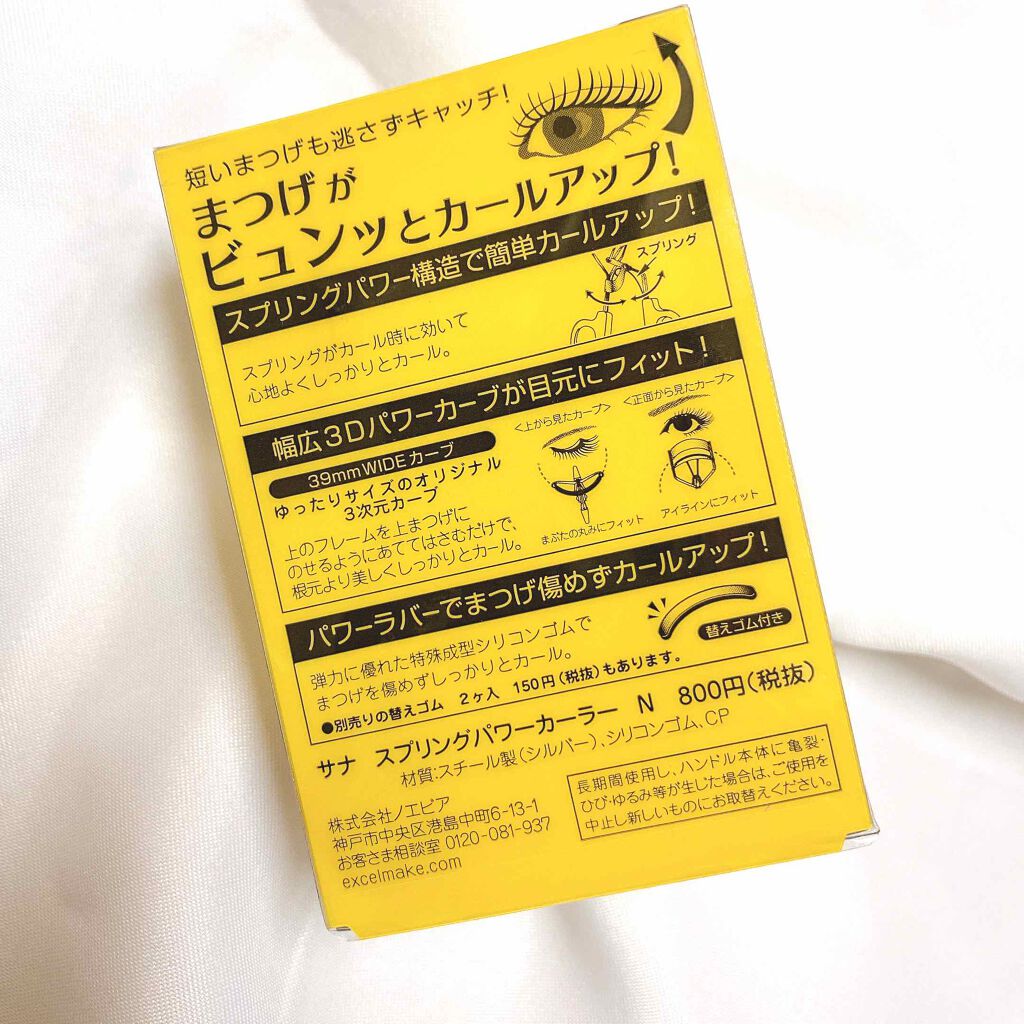 短いまつげも逃さずキャッチ!
まつげが
ビュンッとカールアップ!
スプリングパワー構造で簡単カールアップ!
スプリング
スプリングがカール時に効いて
心地よくしっかりとカール。
幅広3Dパワーカーブが目元にフィット!
39mm WIDEカーブ
ゆったりサイズのオリジナル
3次元カーブ
上のフレームを上まつげに
のせるようにあててはさむだけで、
根元より美しくしっかりとカール。
<上から見たカーブ>
まぶたの丸みにフィット
<正面から見たカーブ>
アイラインにフィット
パワーラバーでまつげ傷めずカールアップ!
弾力に優れた特殊成型シリコンゴムで
まつげを傷めずしっかりとカール。
替えゴム付き
●別売りの替えゴム 2ヶ入 150円(税抜)もあります。
サナ スプリングパワーカーラー N 800円(税抜)
材質:スチール製(シルバー)、シリコンゴム、CP
株式会社ノエビア
神戸市中央区港島中町6-13-1
お客さま相談室 0120-081-937
excelmake.com
長期間使用し、ハンドル本体に亀裂・
ひび・ゆるみ等が生じた場合は、ご使用を
中止し新しいものにお取替えください。